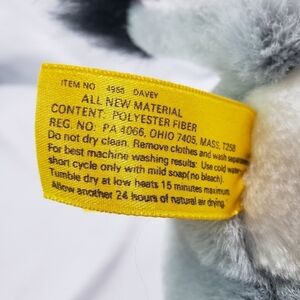 ITEM NO 4955 DAVEY
ALL NEW MATERIAL
CONTENT: POLYESTER FIBER
REG. NO: PA 4066, OHIO 7405, MASS, T258
Do not dry clean. Remove clothes and wash separately
For best machine washing results: Use cold water
short cycle only with mild soap(no bleach).
Tumble dry at low heats 15 minutes maximum.
Allow another 24 hours of natural air drying.